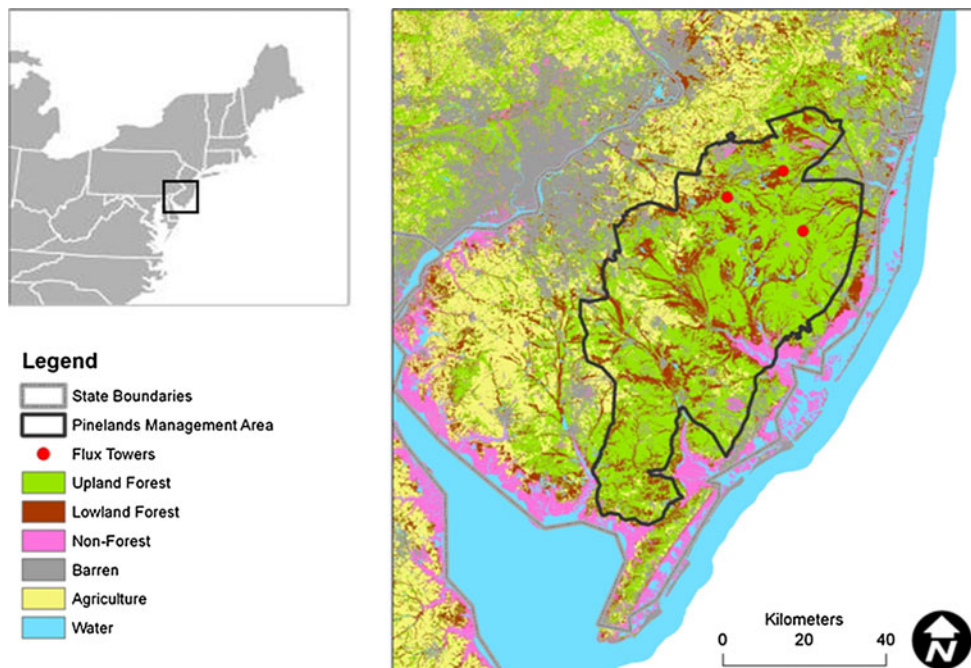 Legend
State Boundaries
Pinelands Management Area
Flux Towers
Upland Forest
Lowland Forest
Non-Forest
Barren
Agriculture
Water
Kilometers
0 20 40
N